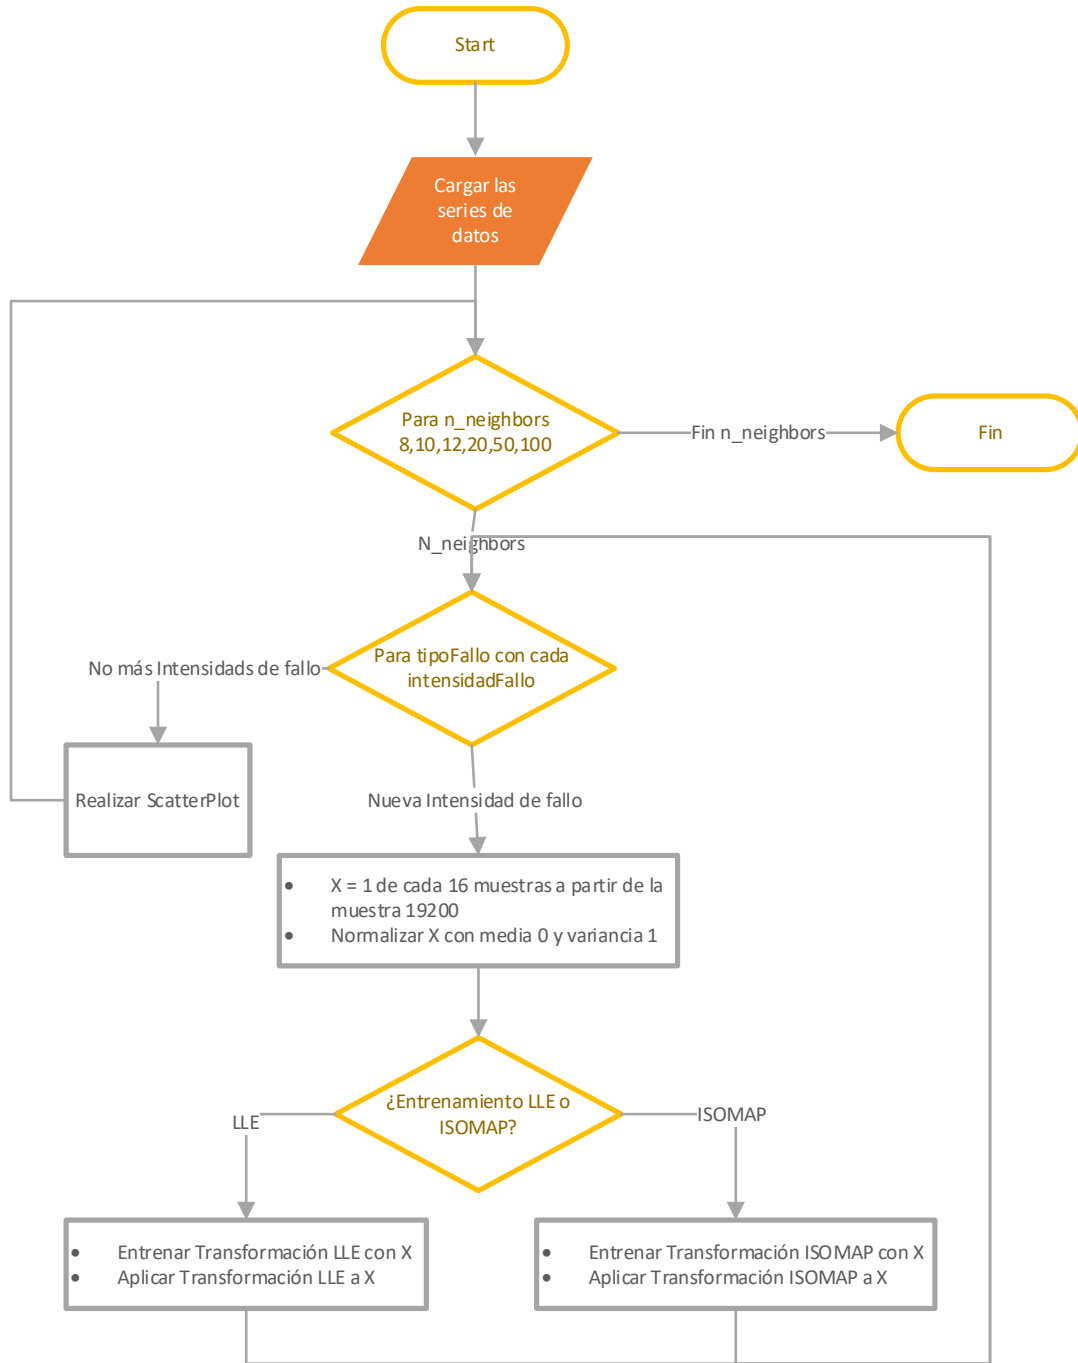 Start
Cargar las
series de
datos
Para n_neighbors
8,10,12,20,50,100
Fin n_neighbors
Fin
N_neighbors
Para tipoFallo con cada
intensidadFallo
No más Intensidads de fallo
Realizar ScatterPlot
Nueva Intensidad de fallo
• X = 1 de cada 16 muestras a partir de la
muestra 19200
• Normalizar X con media 0 y variancia 1
¿Entrenamiento LLE o
ISOMAP?
LLE
ISOMAP
• Entrenar Transformación LLE con X
• Aplicar Transformación LLE a X
• Entrenar Transformación ISOMAP con X
• Aplicar Transformación ISOMAP a X